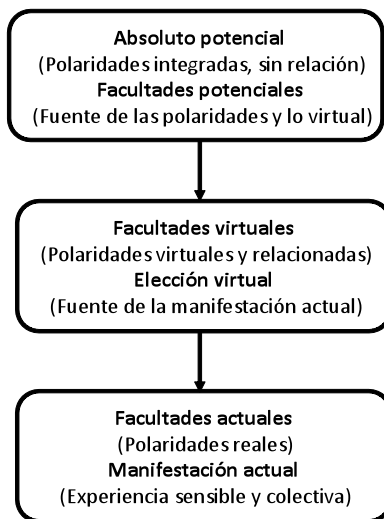 Absoluto potencial
(Polaridades integradas, sin relación)
Facultades potenciales
(Fuente de las polaridades y lo virtual)
Facultades virtuales
(Polaridades virtuales y relacionadas)
Elección virtual
(Fuente de la manifestación actual)
Facultades actuales
(Polaridades reales)
Manifestación actual
(Experiencia sensible y colectiva)